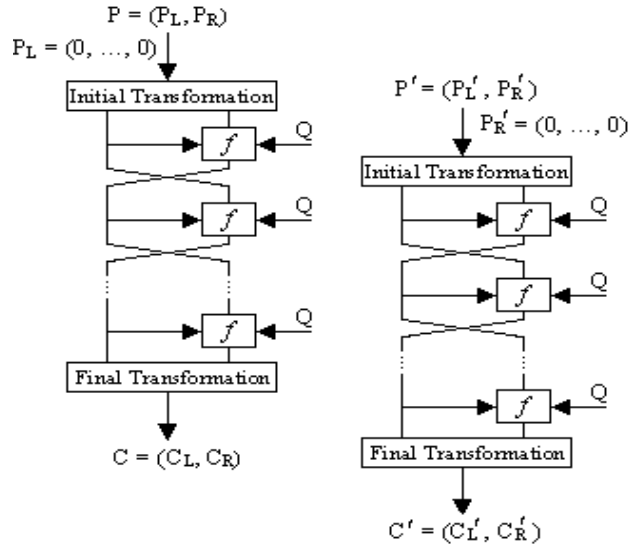 P = (P_L, P_R)
P_L = (0, ..., 0)
Initial Transformation
f
Q
f
Q
f
Q
Final Transformation
C = (C_L, C_R)
P' = (P_L', P_R')
P_R' = (0, ..., 0)
Initial Transformation
f
Q
f
Q
f
Q
Final Transformation
C' = (C_L', C_R')